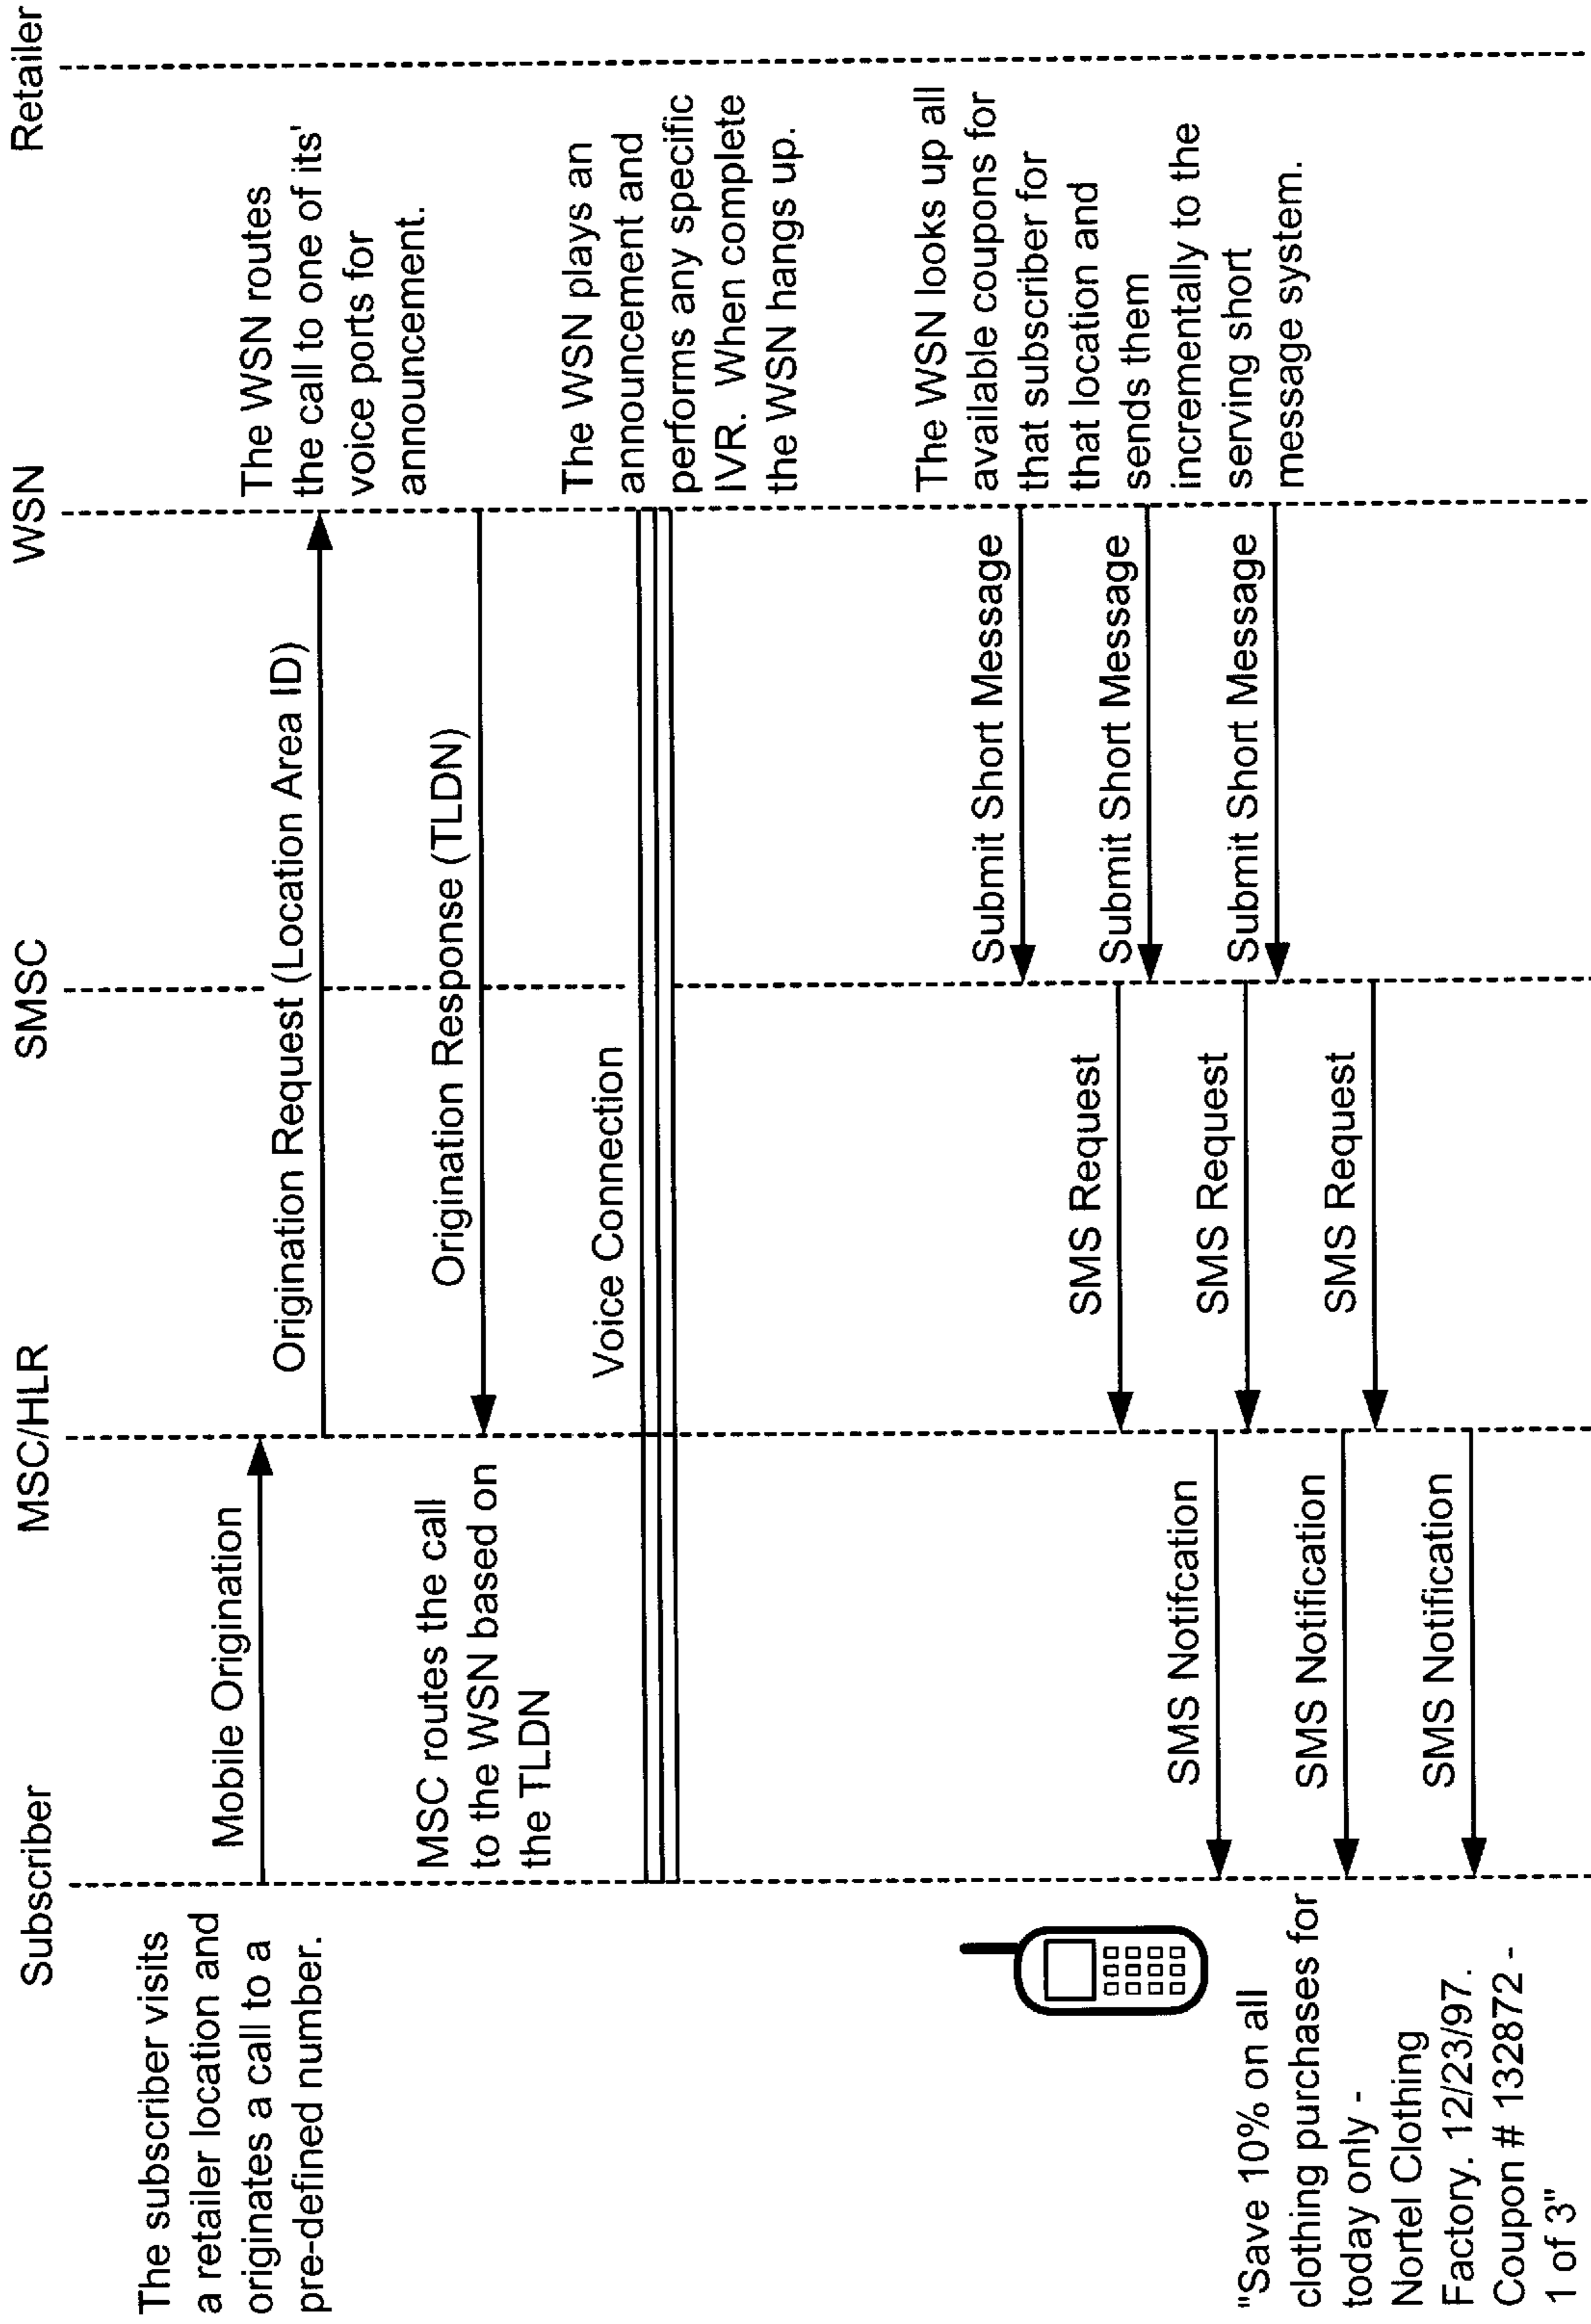 Subscriber
MSC/HLR
SMSC
WSN
Retailer
The subscriber visits
a retailer location and
originates a call to a
pre-defined number.
Mobile Origination
Origination Request (Location Area ID)
The WSN routes
the call to one of its'
voice ports for
announcement.
MSC routes the call
to the WSN based on
the TLDN
Origination Response (TLDN)
Voice Connection
The WSN plays an
announcement and
performs any specific
IVR. When complete
the WSN hangs up.
The WSN looks up all
available coupons for
that subscriber for
that location and
sends them
incrementally to the
serving short
message system.
Submit Short Message
Submit Short Message
Submit Short Message
SMS Request
SMS Request
SMS Request
SMS Notifcation
SMS Notification
SMS Notification
"Save 10% on all
clothing purchases for
today only -
Nortel Clothing
Factory. 12/23/97.
Coupon # 132872 -
1 of 3"